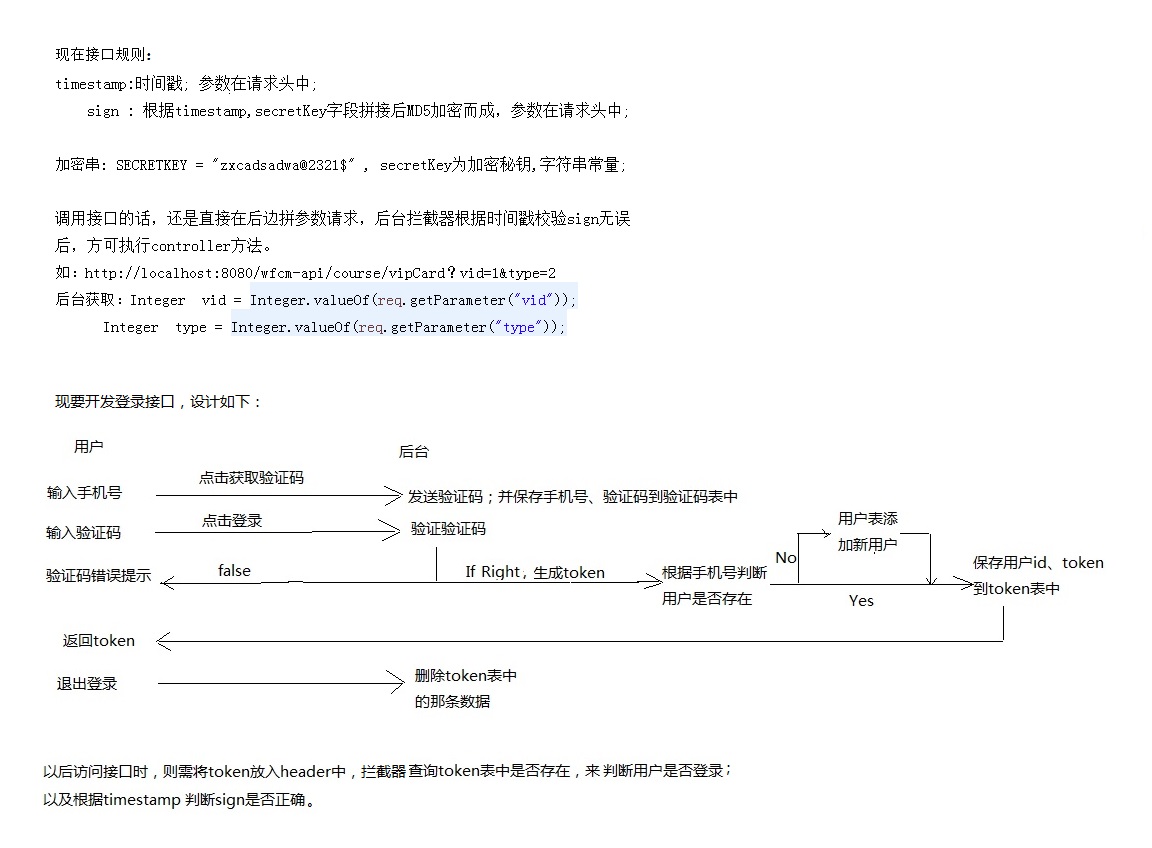 现在接口规则：
timestamp:时间戳; 参数在请求头中;
sign : 根据timestamp,secretKey字段拼接后MD5加密而成, 参数在请求头中;
加密串: SECRETKEY = "zxcadsadwa@2321$" , secretKey为加密秘钥,字符串常量;
调用接口的话，还是直接在后边拼参数请求，后台拦截器根据时间戳校验sign无误
后，方可执行controller方法。
如：http://localhost:8080/wfcm-api/course/vipCard？vid=1&type=2
后台获取：Integer vid = Integer.valueOf(req.getParameter("vid"));
Integer type = Integer.valueOf(req.getParameter("type"));
现要开发登录接口，设计如下：
用户
后台
输入手机号
点击获取验证码
发送验证码；并保存手机号、验证码到验证码表中
输入验证码
点击登录
验证验证码
用户表添
加新用户
No
验证码错误提示
false
If Right，生成token
根据手机号判断
用户是否存在
Yes
保存用户id、token
到token表中
返回token
退出登录
删除token表中
的那条数据
以后访问接口时，则需将token放入header中，拦截器查询token表中是否存在，来 判断用户是否登录；
以及根据timestamp 判断sign是否正确。